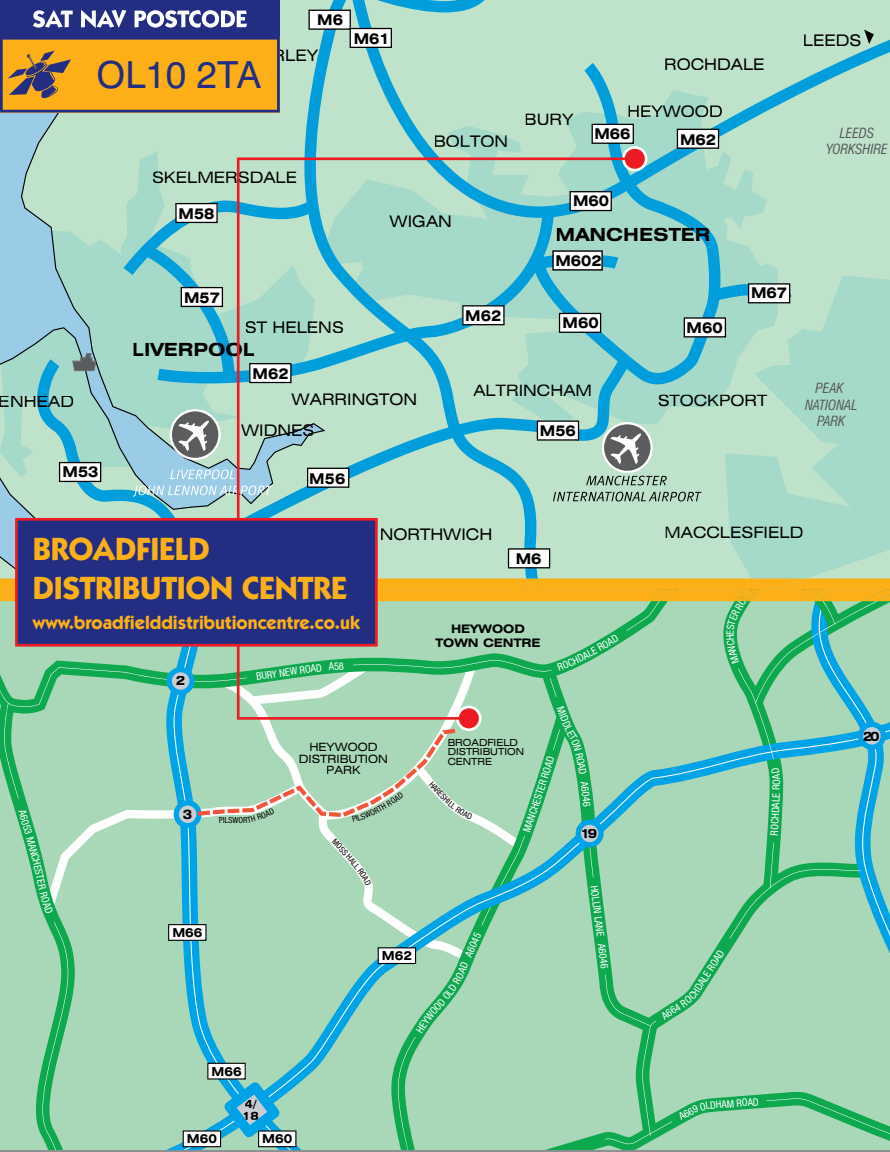 SAT NAV POSTCODE
OL10 2TA
M6
M61
RLEY
LEEDS
ROCHDALE
BURY
HEYWOOD
M66
M62
BOLTON
LEEDS
YORKSHIRE
SKELMERSDALE
M58
WIGAN
M60
MANCHESTER
M602
M57
M67
M62
M60
M60
ST HELENS
LIVERPOOL
M62
WARRINGTON
ALTRINCHAM
STOCKPORT
PEAK
NATIONAL
PARK
ENHEAD
WIDNES
M56
M53
LIVERPOOL
JOHN LENNON AIRPORT
M56
MANCHESTER
INTERNATIONAL AIRPORT
NORTHWICH
MACCLESFIELD
M6
BROADFIELD
DISTRIBUTION CENTRE
www.broadfielddistributioncentre.co.uk
HEYWOOD
TOWN CENTRE
ROCHDALE ROAD
MANCHESTER RO
BURY NEW ROAD A58
2
MIDDLETON ROAD A6046
20
HEYWOOD
DISTRIBUTION
PARK
BROADFIELD
DISTRIBUTION
CENTRE
MANCHESTER ROAD
ROCHDALE ROAD
HARESHILL ROAD
3
PILSWORTH ROAD
PILSWORTH ROAD
19
A6053 MANCHESTER ROAD
MOSS HALL ROAD
HOLLIN LANE A6046
M66
M62
HEYWOOD OLD ROAD A6045
A664 ROCHDALE ROAD
M66
4/
18
A669 OLDHAM ROAD
M60
M60